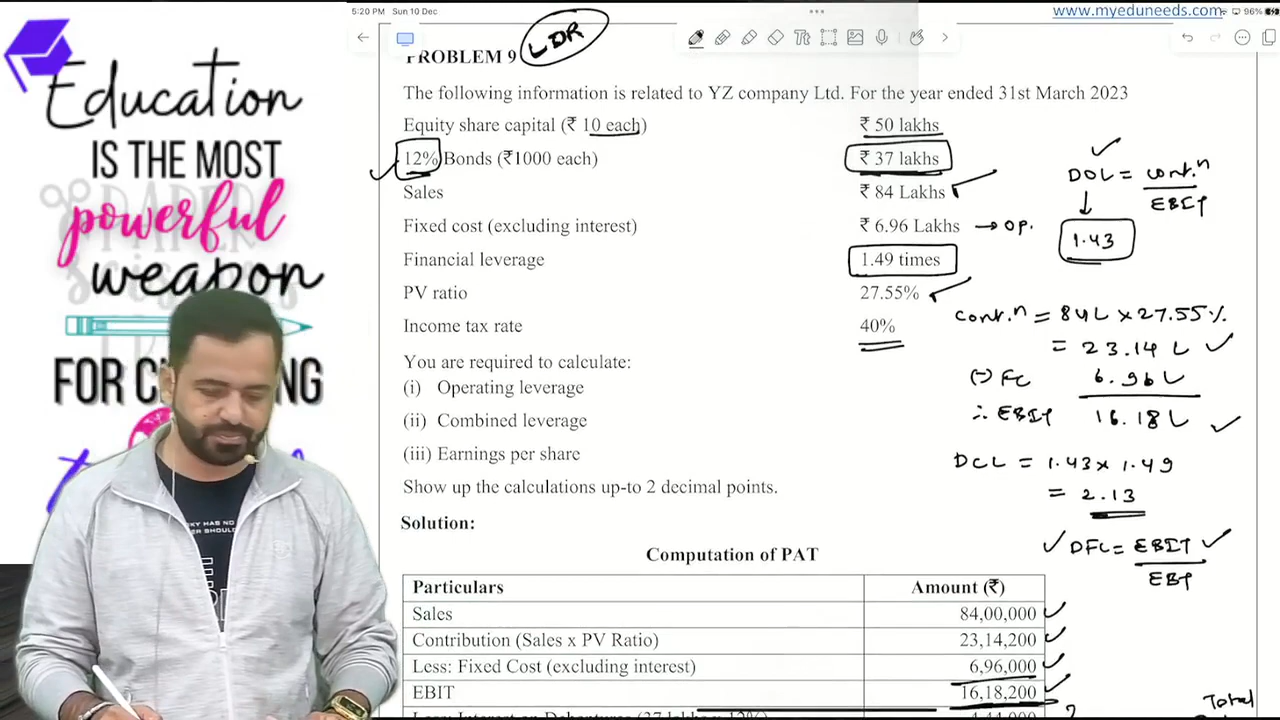 5:20 PM Sun 10 Dec
www.myeduneeds.com
96%
Education
IS THE MOST
powerful
weapon
FOR
LDR
PROBLEM 9
The following information is related to YZ company Ltd. For the year ended 31st March 2023
Equity share capital (₹ 10 each) ₹ 50 lakhs
12% Bonds (₹1000 each) ₹ 37 lakhs
Sales ₹ 84 Lakhs
Fixed cost (excluding interest) ₹ 6.96 Lakhs → op.
Financial leverage 1.49 times
PV ratio 27.55%
Income tax rate 40%
You are required to calculate:
(i) Operating leverage
(ii) Combined leverage
(iii) Earnings per share
Show up the calculations up-to 2 decimal points.
Solution:
Computation of PAT
Particulars Amount (₹)
Sales 84,00,000
Contribution (Sales x PV Ratio) 23,14,200
Less: Fixed Cost (excluding interest) 6,96,000
EBIT 16,18,200
DOL = cont.n
EBIT
1.43
cont.n = 84L x 27.55%
= 23.14 L
(-) FC 6.96L
∴ EBIT 16.18L
DCL = 1.43 x 1.49
= 2.13
DFL = EBIT
EBT
Total